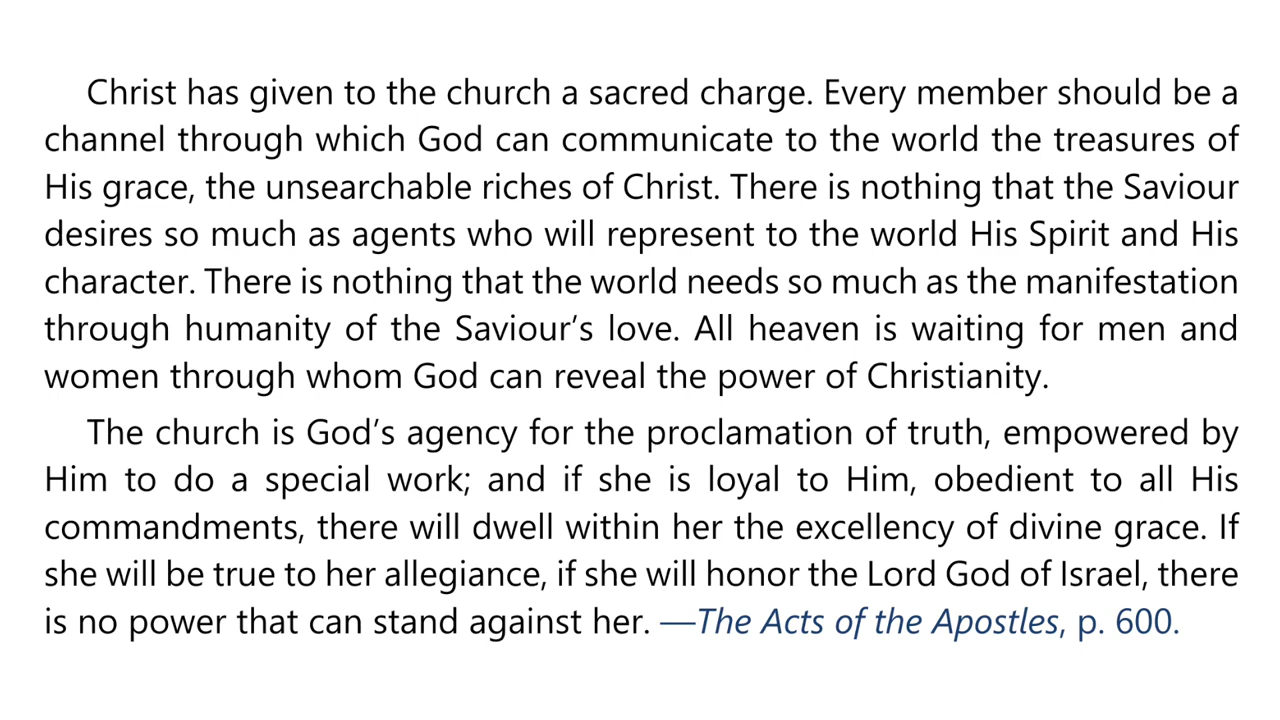 Christ has given to the church a sacred charge. Every member should be a
channel through which God can communicate to the world the treasures of
His grace, the unsearchable riches of Christ. There is nothing that the Saviour
desires so much as agents who will represent to the world His Spirit and His
character. There is nothing that the world needs so much as the manifestation
through humanity of the Saviour’s love. All heaven is waiting for men and
women through whom God can reveal the power of Christianity.
The church is God’s agency for the proclamation of truth, empowered by
Him to do a special work; and if she is loyal to Him, obedient to all His
commandments, there will dwell within her the excellency of divine grace. If
she will be true to her allegiance, if she will honor the Lord God of Israel, there
is no power that can stand against her. —The Acts of the Apostles, p. 600.